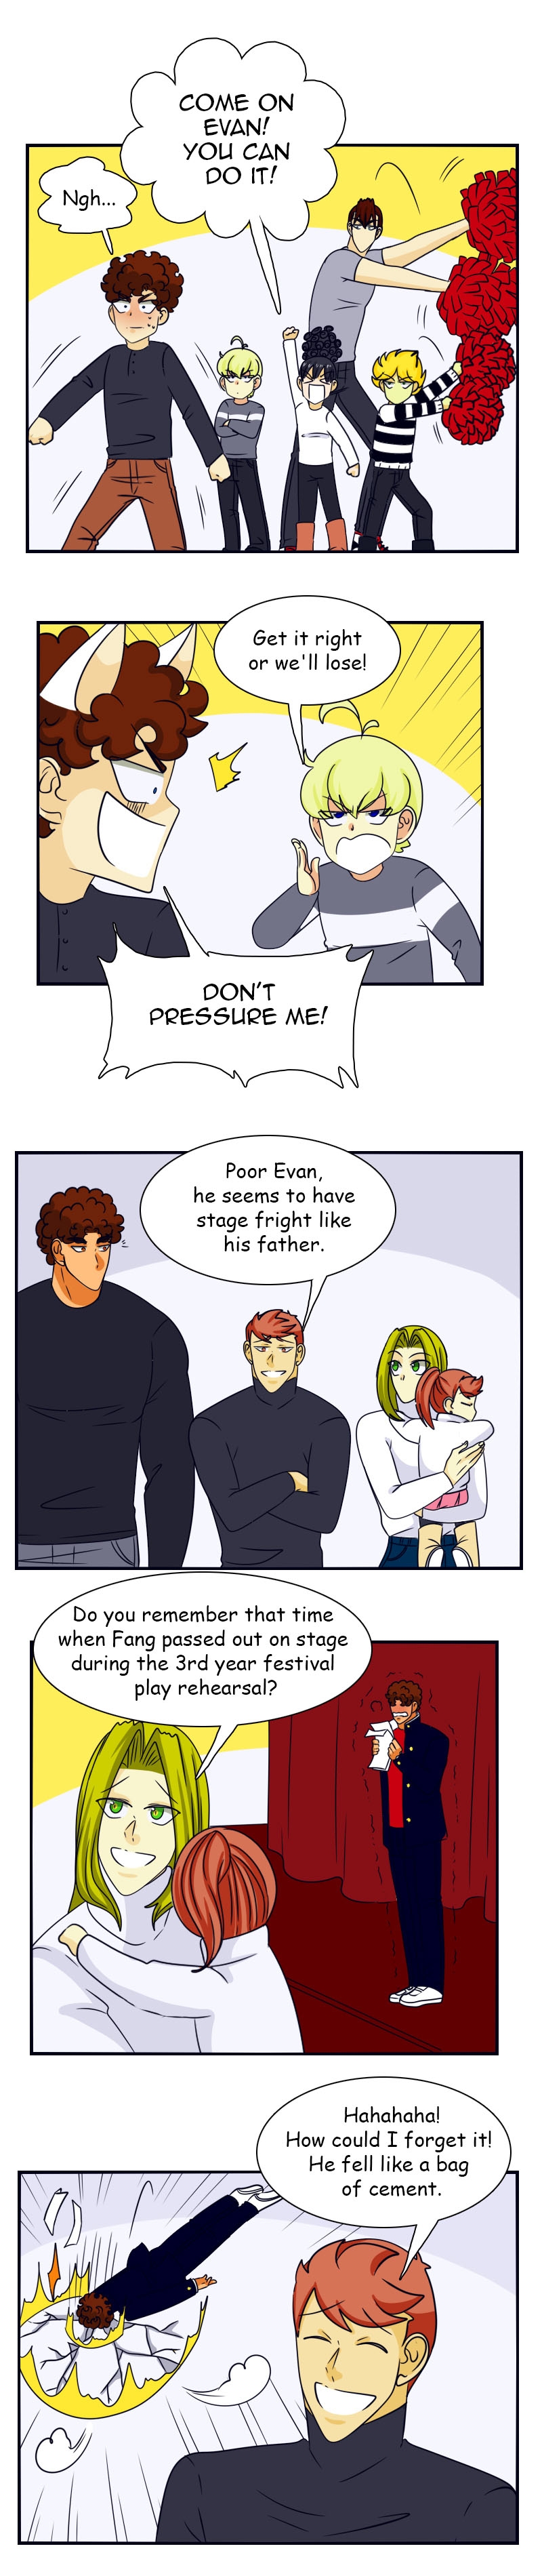 COME ON
EVAN!
YOU CAN
DO IT!
Ngh...
Get it right
or we'll lose!
DON'T
PRESSURE ME!
Poor Evan,
he seems to have
stage fright like
his father.
Do you remember that time
when Fang passed out on stage
during the 3rd year festival
play rehearsal?
Hahahaha!
How could I forget it!
He fell like a bag
of cement.